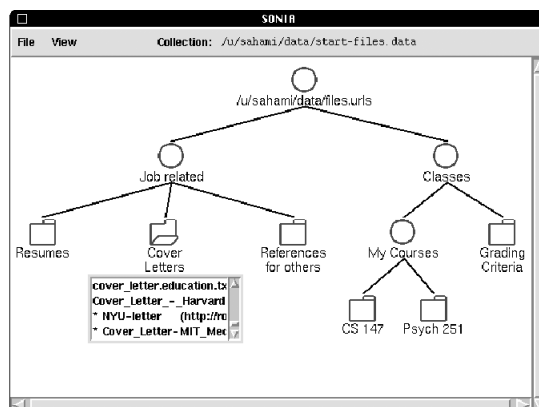 SONIA
File View Collection: /u/sahami/data/start-files.data
/u/sahami/data/files.urls
Job related Classes
Resumes Cover Letters References for others My Courses Grading Criteria
cover_letter.education.tx
Cover_Letter_-_Harvard
* NYU-letter (http://ro
* Cover_Letter-MIT_Med
CS 147 Psych 251